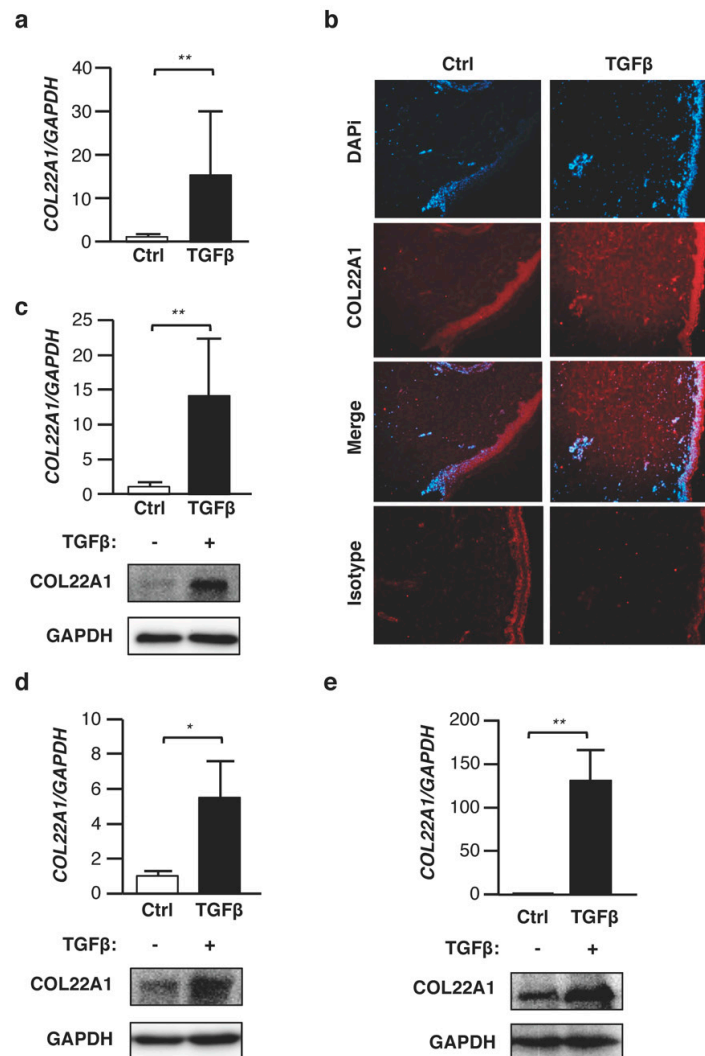 a
COL22A1/GAPDH
40
30
20
10
0
**
Ctrl TGFβ
b
Ctrl TGFβ
DAPi
COL22A1
Merge
Isotype
c
COL22A1/GAPDH
25
20
15
10
5
0
**
Ctrl TGFβ
TGFβ: - +
COL22A1
GAPDH
d
COL22A1/GAPDH
10
8
6
4
2
0
*
Ctrl TGFβ
TGFβ: - +
COL22A1
GAPDH
e
COL22A1/GAPDH
200
150
100
50
0
**
Ctrl TGFβ
TGFβ: - +
COL22A1
GAPDH